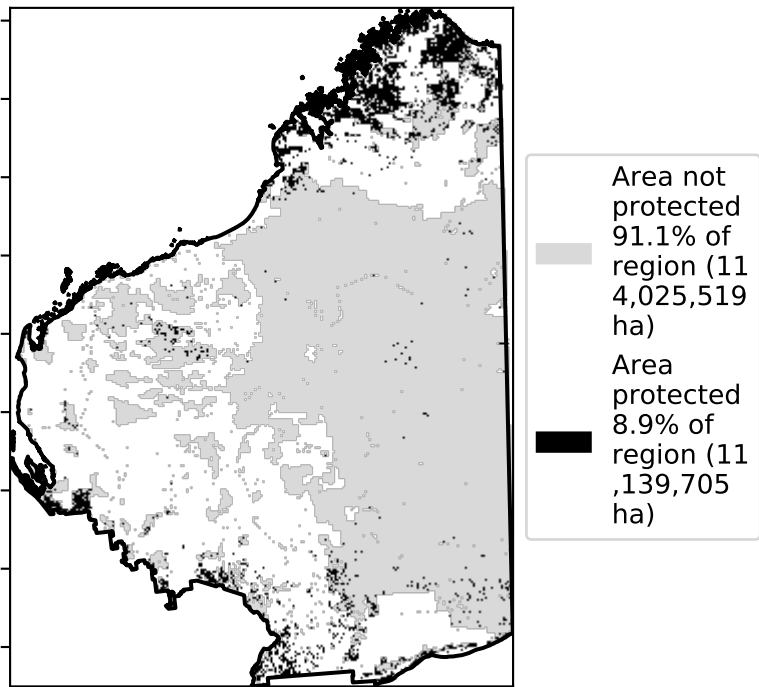 Area not
protected
91.1% of
region (11
4,025,519
ha)
Area
protected
8.9% of
region (11
,139,705
ha)